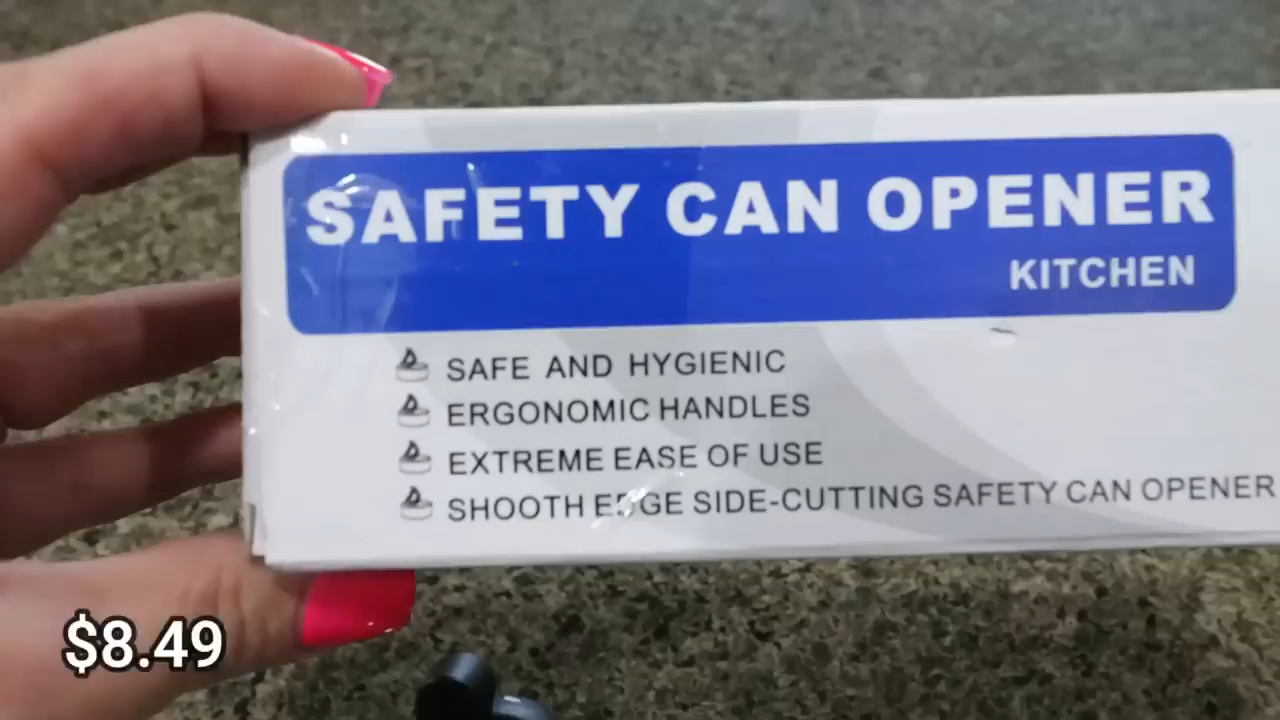 SAFETY CAN OPENER
KITCHEN
SAFE AND HYGIENIC
ERGONOMIC HANDLES
EXTREME EASE OF USE
SHOOTH EDGE SIDE-CUTTING SAFETY CAN OPENER
$8.49